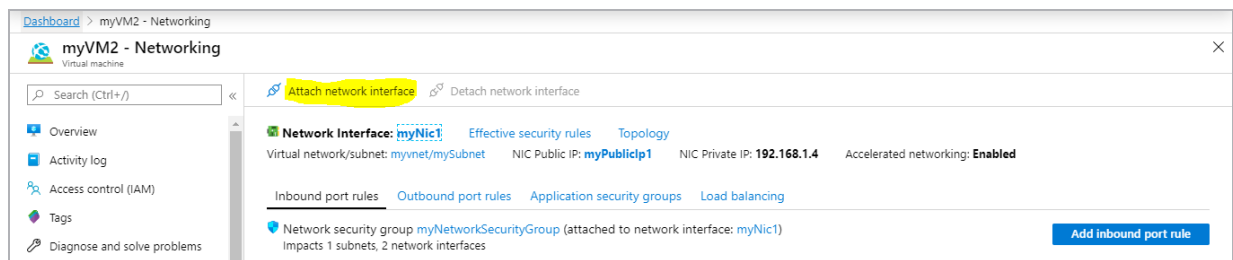 Dashboard > myVM2 - Networking
myVM2 - Networking
Virtual machine
Search (Ctrl+/)
Attach network interface Detach network interface
Overview
Activity log
Access control (IAM)
Tags
Diagnose and solve problems
Network Interface: myNic1 Effective security rules Topology
Virtual network/subnet: myvnet/mySubnet NIC Public IP: myPublicIp1 NIC Private IP: 192.168.1.4 Accelerated networking: Enabled
Inbound port rules Outbound port rules Application security groups Load balancing
Network security group myNetworkSecurityGroup (attached to network interface: myNic1)
Impacts 1 subnets, 2 network interfaces
Add inbound port rule